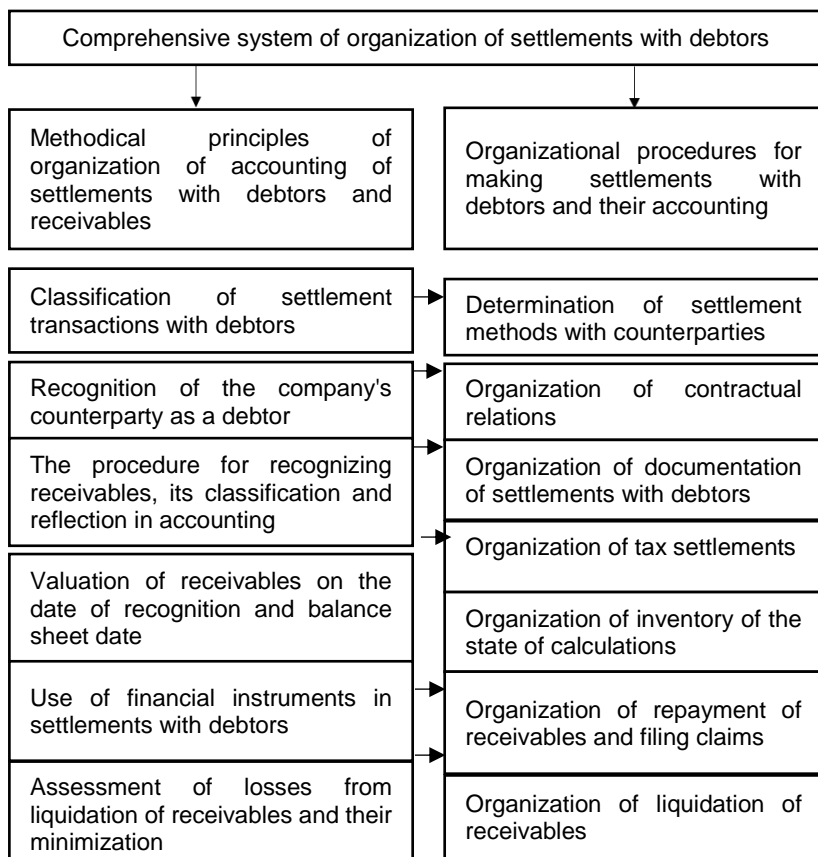 Comprehensive system of organization of settlements with debtors
Methodical principles of
organization of accounting of
settlements with debtors and
receivables
Organizational procedures for
making settlements with
debtors and their accounting
Classification of settlement
transactions with debtors
Determination of settlement
methods with counterparties
Recognition of the company's
counterparty as a debtor
Organization of contractual
relations
The procedure for recognizing
receivables, its classification and
reflection in accounting
Organization of documentation
of settlements with debtors
Organization of tax settlements
Valuation of receivables on the
date of recognition and balance
sheet date
Organization of inventory of the
state of calculations
Use of financial instruments in
settlements with debtors
Organization of repayment of
receivables and filing claims
Assessment of losses from
liquidation of receivables and their
minimization
Organization of liquidation of
receivables